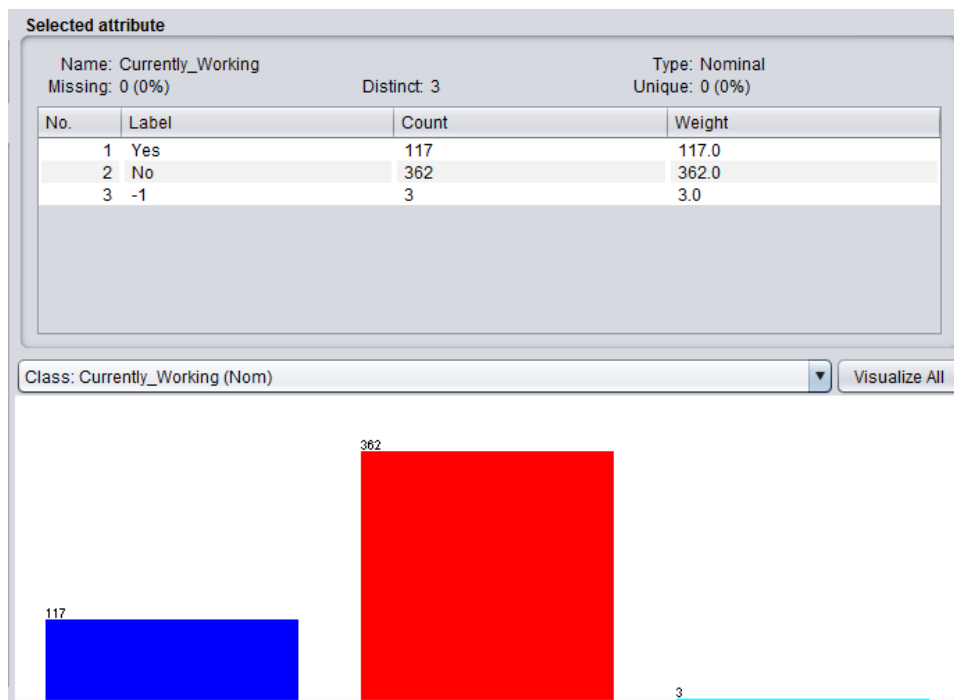 Selected attribute
Name: Currently_Working Type: Nominal
Missing: 0 (0%) Distinct: 3 Unique: 0 (0%)
No. Label Count Weight
1 Yes 117 117.0
2 No 362 362.0
3 -1 3 3.0
Class: Currently_Working (Nom) Visualize All
362
117
3